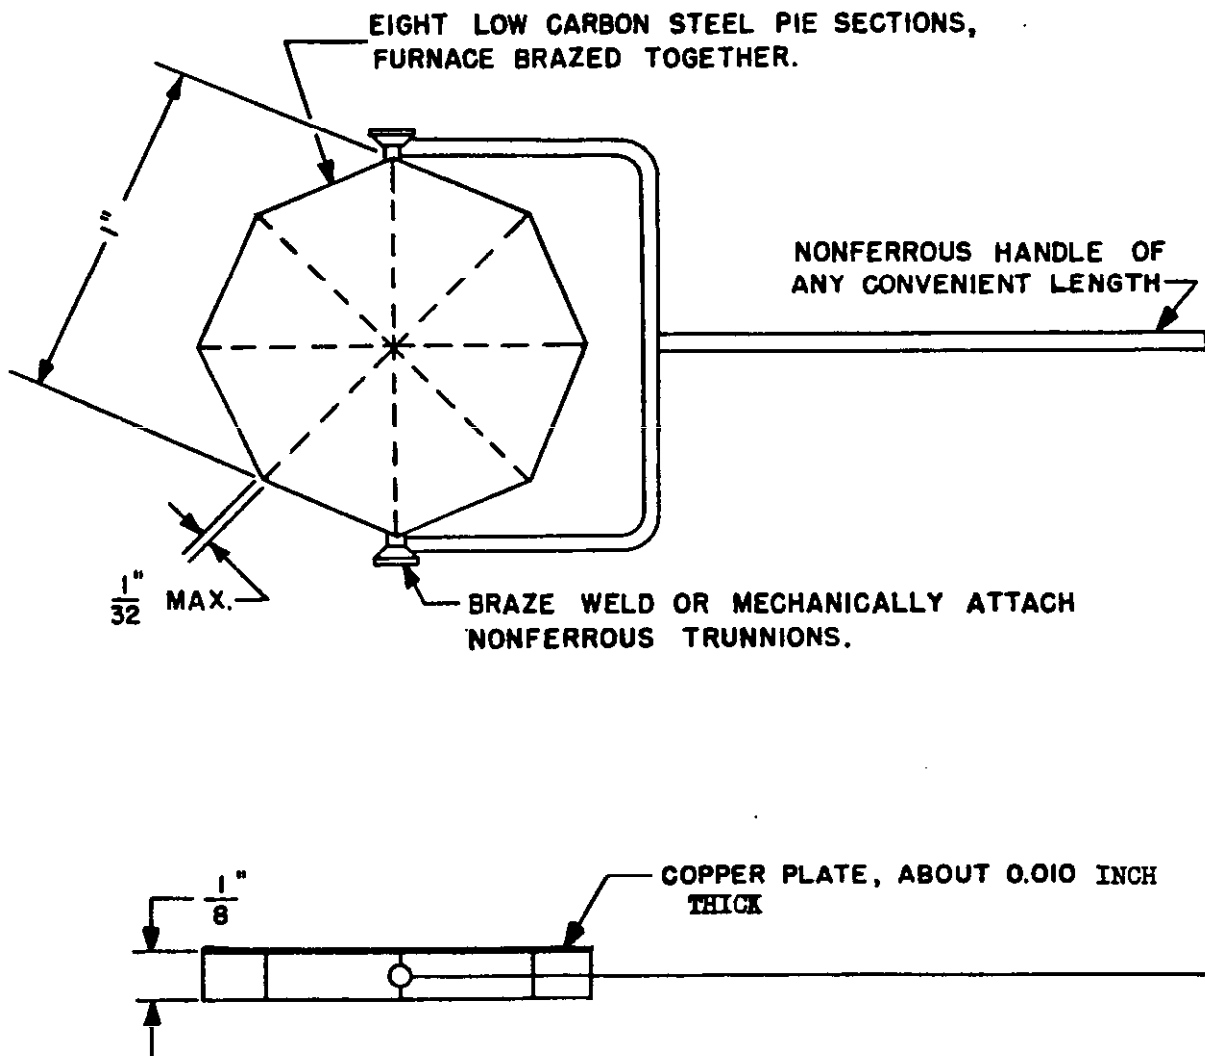 EIGHT LOW CARBON STEEL PIE SECTIONS,
FURNACE BRAZED TOGETHER.
1"
NONFERROUS HANDLE OF
ANY CONVENIENT LENGTH
1/32" MAX.
BRAZE WELD OR MECHANICALLY ATTACH
NONFERROUS TRUNNIONS.
1/8"
COPPER PLATE, ABOUT 0.010 INCH
THICK